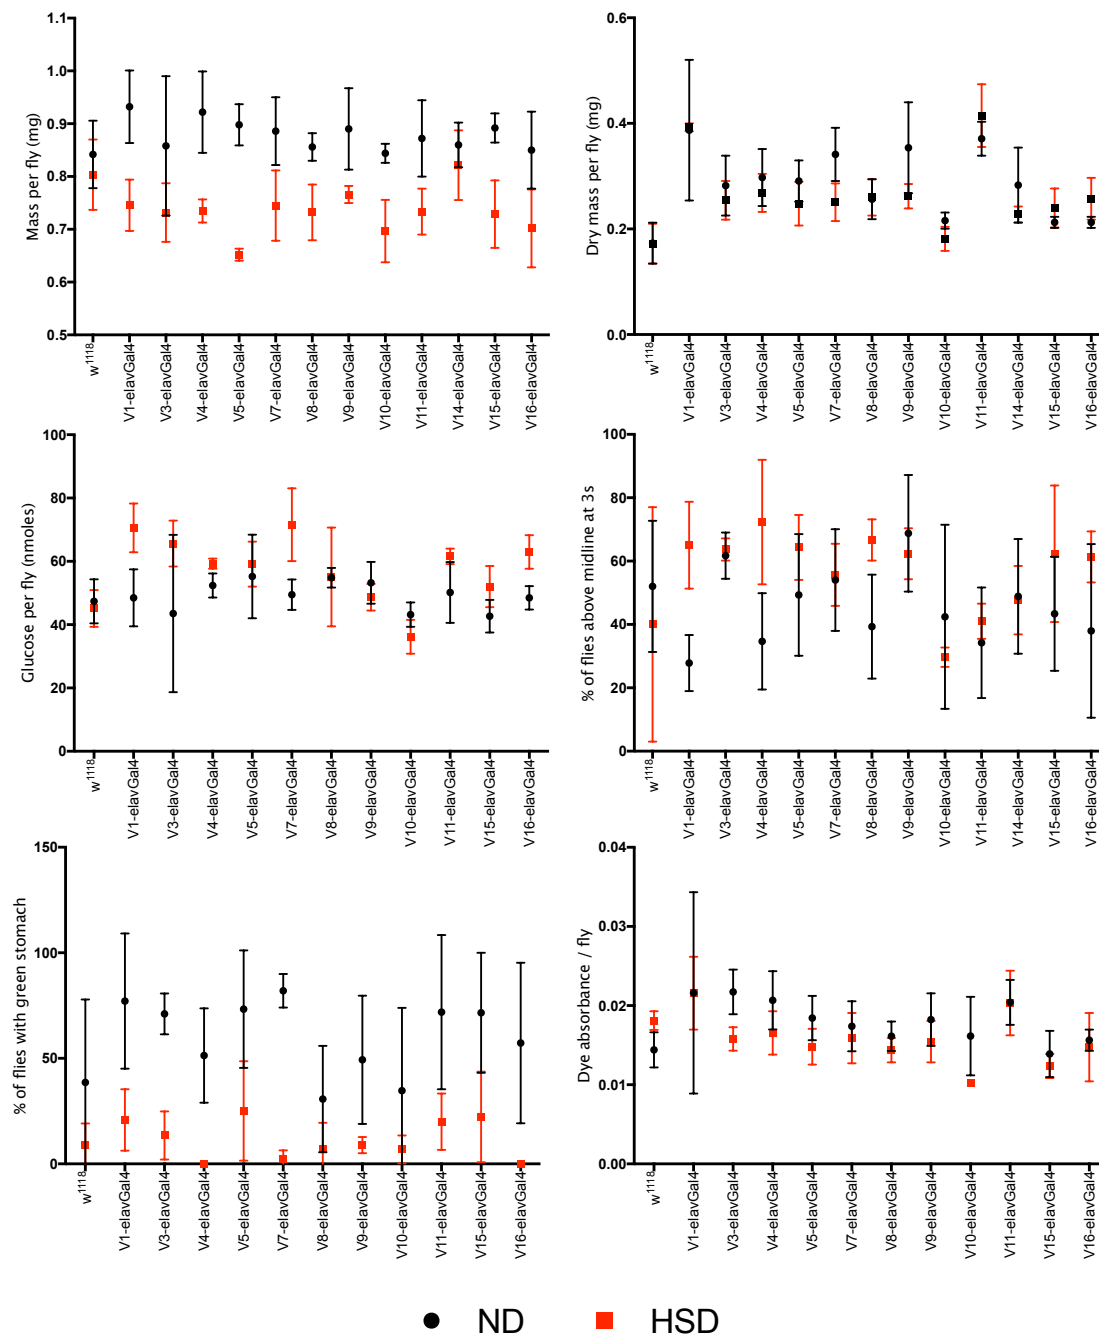 Mass per fly (mg)
1.1
1.0
0.9
0.8
0.7
0.6
0.5
w1118
V1-elavGal4
V3-elavGal4
V4-elavGal4
V5-elavGal4
V7-elavGal4
V8-elavGal4
V9-elavGal4
V10-elavGal4
V11-elavGal4
V14-elavGal4
V15-elavGal4
V16-elavGal4
Dry mass per fly (mg)
0.6
0.4
0.2
0.0
w1118
V1-elavGal4
V3-elavGal4
V4-elavGal4
V5-elavGal4
V7-elavGal4
V8-elavGal4
V9-elavGal4
V10-elavGal4
V11-elavGal4
V14-elavGal4
V15-elavGal4
V16-elavGal4
Glucose per fly (nmoles)
100
80
60
40
20
0
w1118
V1-elavGal4
V3-elavGal4
V4-elavGal4
V5-elavGal4
V7-elavGal4
V8-elavGal4
V9-elavGal4
V10-elavGal4
V11-elavGal4
V15-elavGal4
V16-elavGal4
% of flies above midline at 3s
100
80
60
40
20
0
w1118
V1-elavGal4
V3-elavGal4
V4-elavGal4
V5-elavGal4
V7-elavGal4
V8-elavGal4
V9-elavGal4
V10-elavGal4
V11-elavGal4
V14-elavGal4
V15-elavGal4
V16-elavGal4
% of flies with green stomach
150
100
50
0
w1118
V1-elavGal4
V3-elavGal4
V4-elavGal4
V5-elavGal4
V7-elavGal4
V8-elavGal4
V9-elavGal4
V10-elavGal4
V11-elavGal4
V15-elavGal4
V16-elavGal4
Dye absorbance / fly
0.04
0.03
0.02
0.01
0.00
w1118
V1-elavGal4
V3-elavGal4
V4-elavGal4
V5-elavGal4
V7-elavGal4
V8-elavGal4
V9-elavGal4
V10-elavGal4
V11-elavGal4
V15-elavGal4
V16-elavGal4
ND
HSD